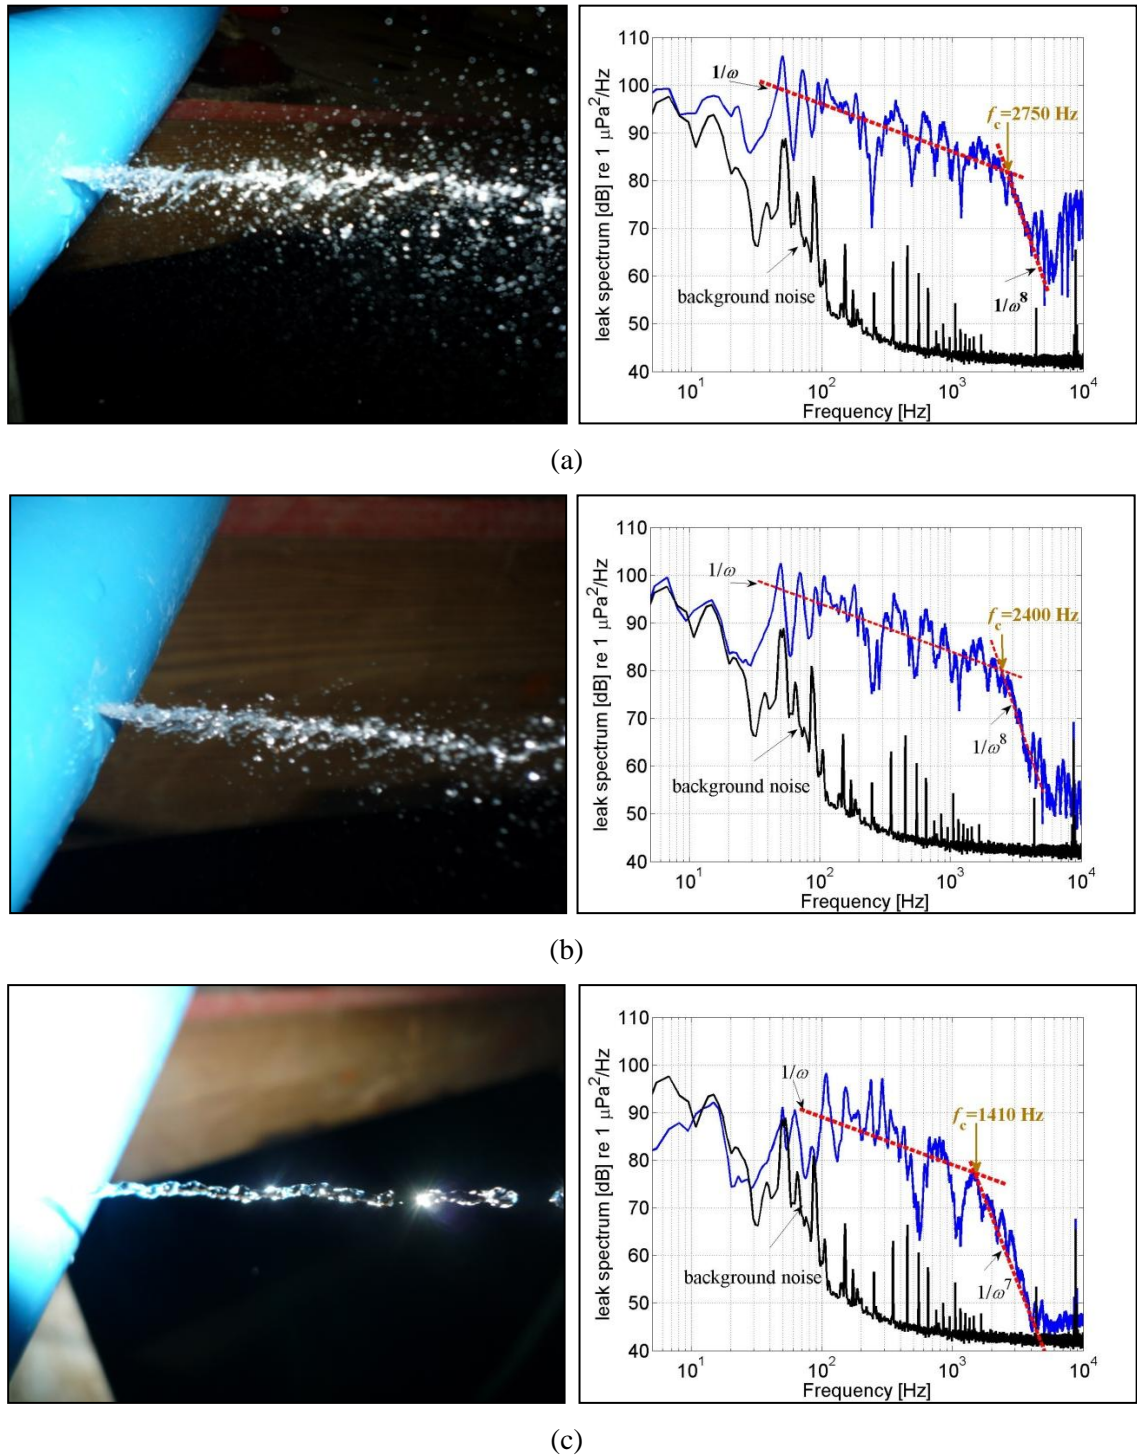 110
100
90
80
70
60
50
40
leak spectrum [dB] re 1 μPa²/Hz
1/ω
f_c=2750 Hz
background noise
1/ω⁸
10¹ 10² 10³ 10⁴
Frequency [Hz]
(a)
110
100
90
80
70
60
50
40
leak spectrum [dB] re 1 μPa²/Hz
1/ω
f_c=2400 Hz
1/ω⁸
background noise
10¹ 10² 10³ 10⁴
Frequency [Hz]
(b)
110
100
90
80
70
60
50
40
leak spectrum [dB] re 1 μPa²/Hz
1/ω
f_c=1410 Hz
1/ω⁷
background noise
10¹ 10² 10³ 10⁴
Frequency [Hz]
(c)